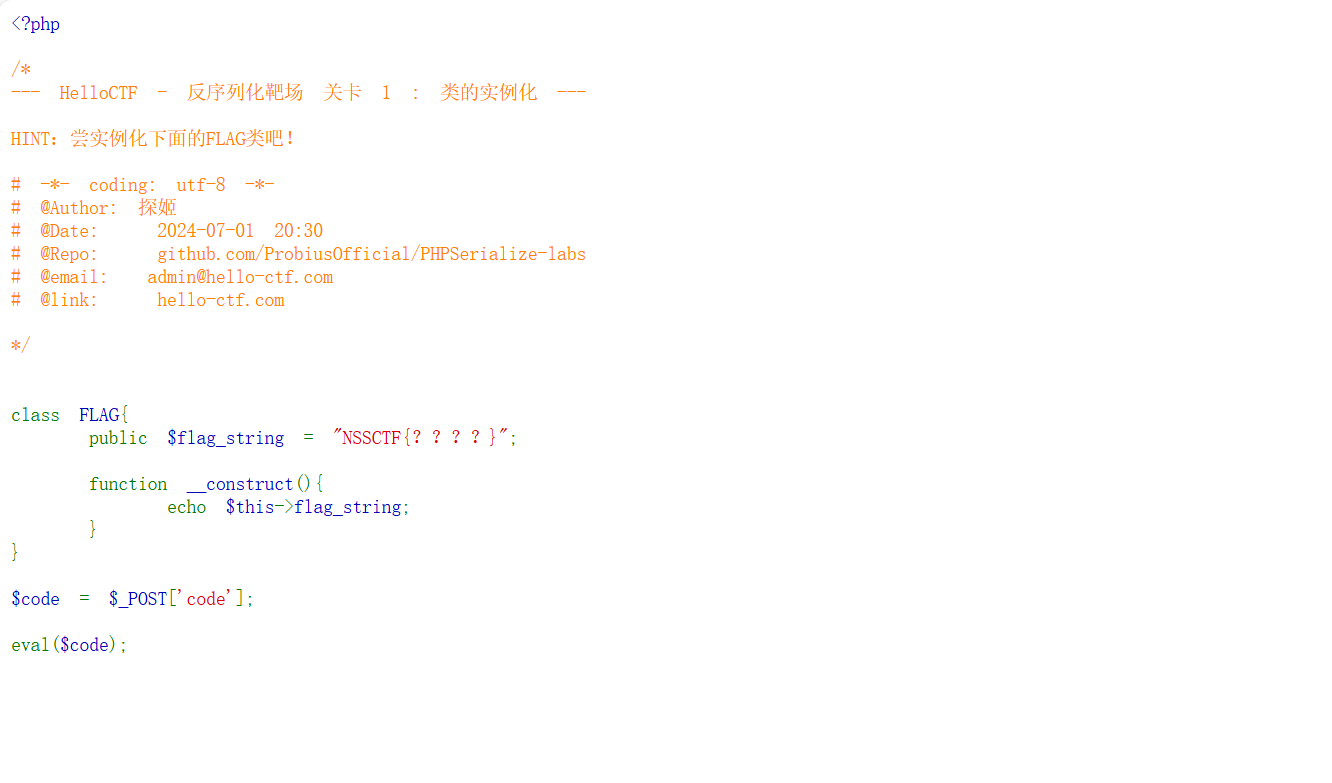 <?php
/*
--- HelloCTF - 反序列化靶场 关卡 1 : 类的实例化 ---
HINT：尝实例化下面的FLAG类吧！
# -*- coding: utf-8 -*-
# @Author: 探姬
# @Date: 2024-07-01 20:30
# @Repo: github.com/ProbiusOfficial/PHPSerialize-labs
# @email: admin@hello-ctf.com
# @link: hello-ctf.com
*/
class FLAG{
public $flag_string = "NSSCTF{？？？？}";
function __construct(){
echo $this->flag_string;
}
}
$code = $_POST['code'];
eval($code);